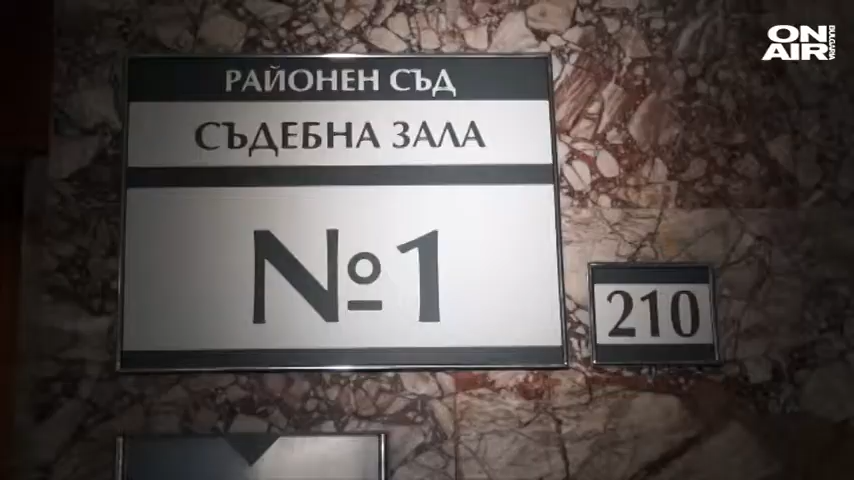 ON
AIR
BULGARIA
РАЙОНЕН СЪД
СЪДЕБНА ЗАЛА
№1
210